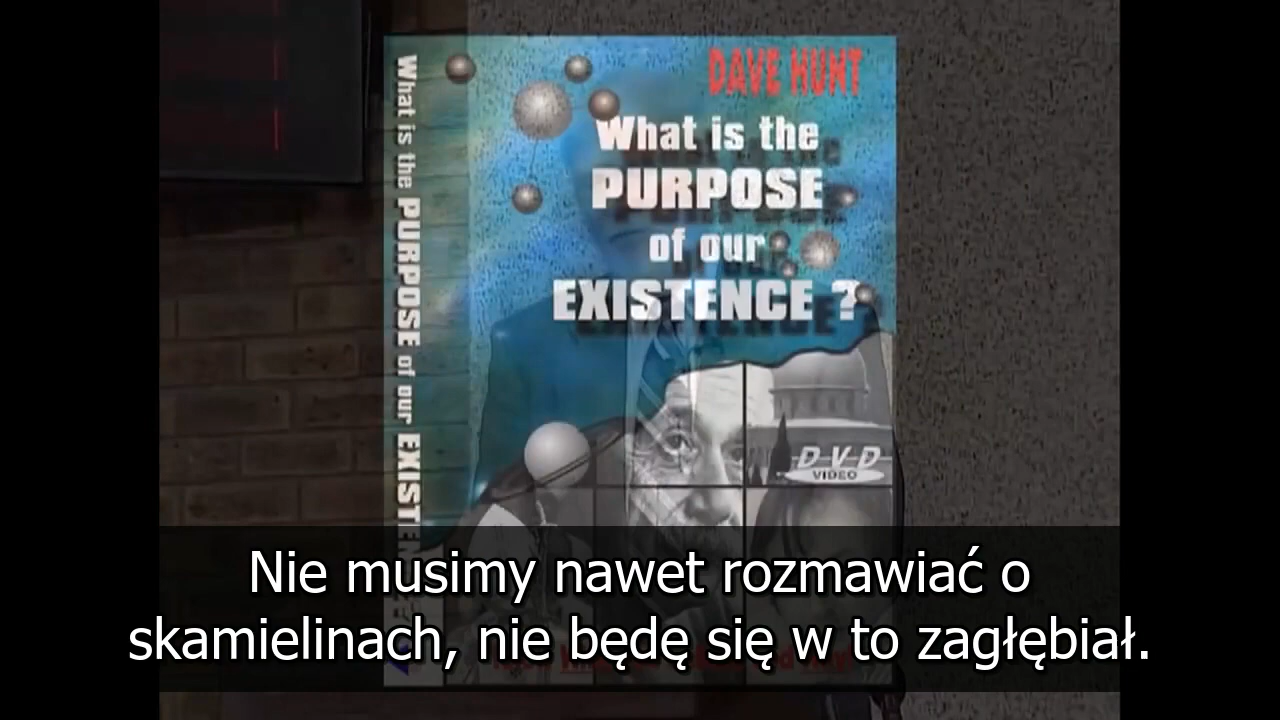 DAVE HUNT
What is the
PURPOSE
of our
EXISTENCE ?
What is the PURPOSE of our
DVD
VIDEO
Nie musimy nawet rozmawiać o
skamielinach, nie będę się w to zagłębiał.